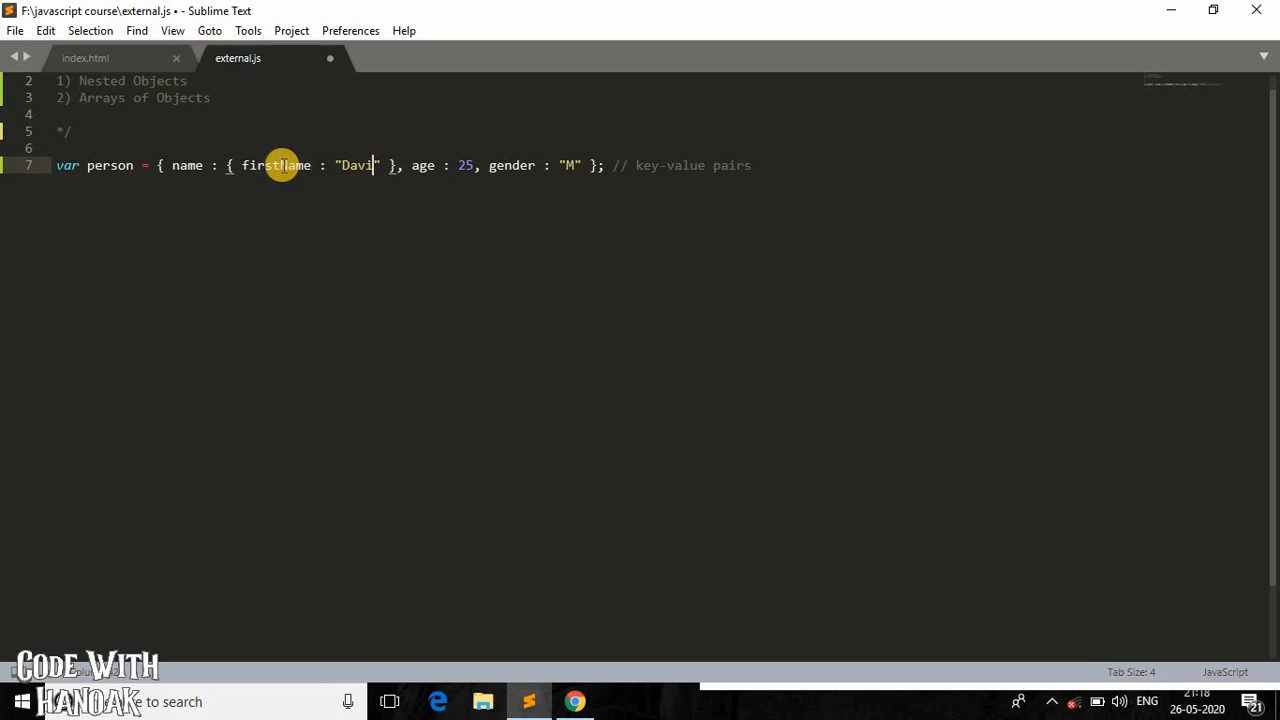 F:\javascript course\external.js • - Sublime Text
File Edit Selection Find View Goto Tools Project Preferences Help
index.html
external.js
2 1) Nested Objects
3 2) Arrays of Objects
4
5 */
6
7 var person = { name : { firstName : "Davi" }, age : 25, gender : "M" }; // key-value pairs
Tab Size: 4 JavaScript
CODE WITH
HANOAK
to search
ENG
21:18
26-05-2020
21